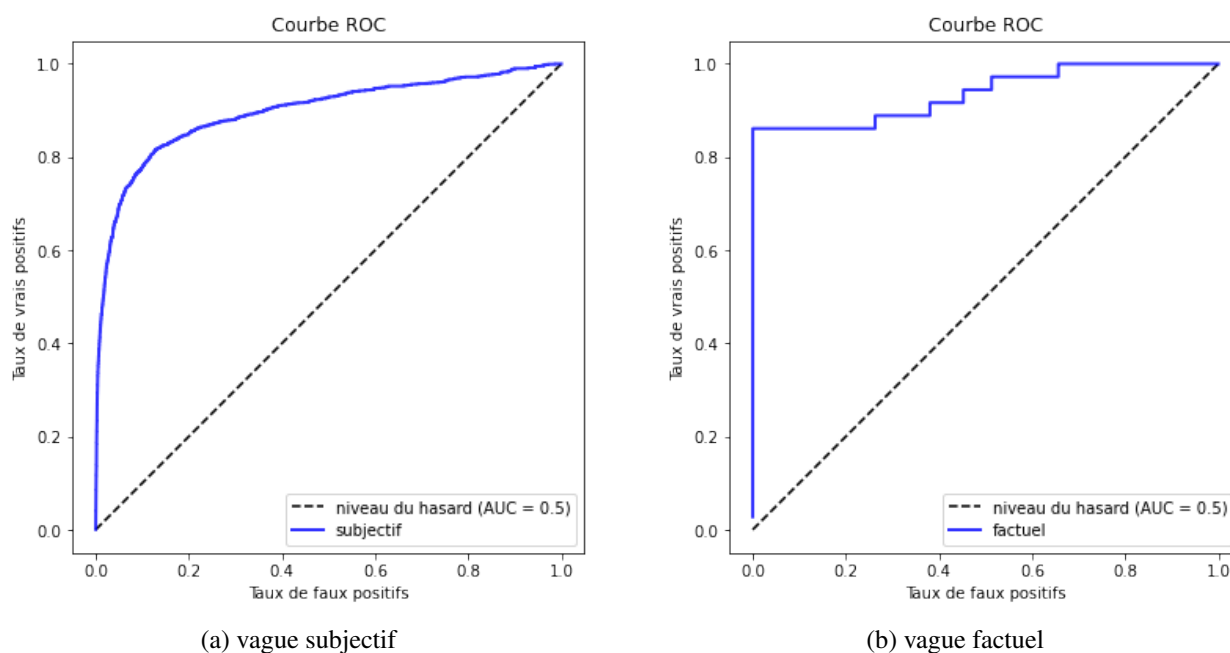 Courbe ROC
1.0
0.8
0.6
0.4
0.2
0.0
Taux de vrais positifs
niveau du hasard (AUC = 0.5)
subjectif
0.0 0.2 0.4 0.6 0.8 1.0
Taux de faux positifs
(a) vague subjectif
Courbe ROC
1.0
0.8
0.6
0.4
0.2
0.0
Taux de vrais positifs
niveau du hasard (AUC = 0.5)
factuel
0.0 0.2 0.4 0.6 0.8 1.0
Taux de faux positifs
(b) vague factuel